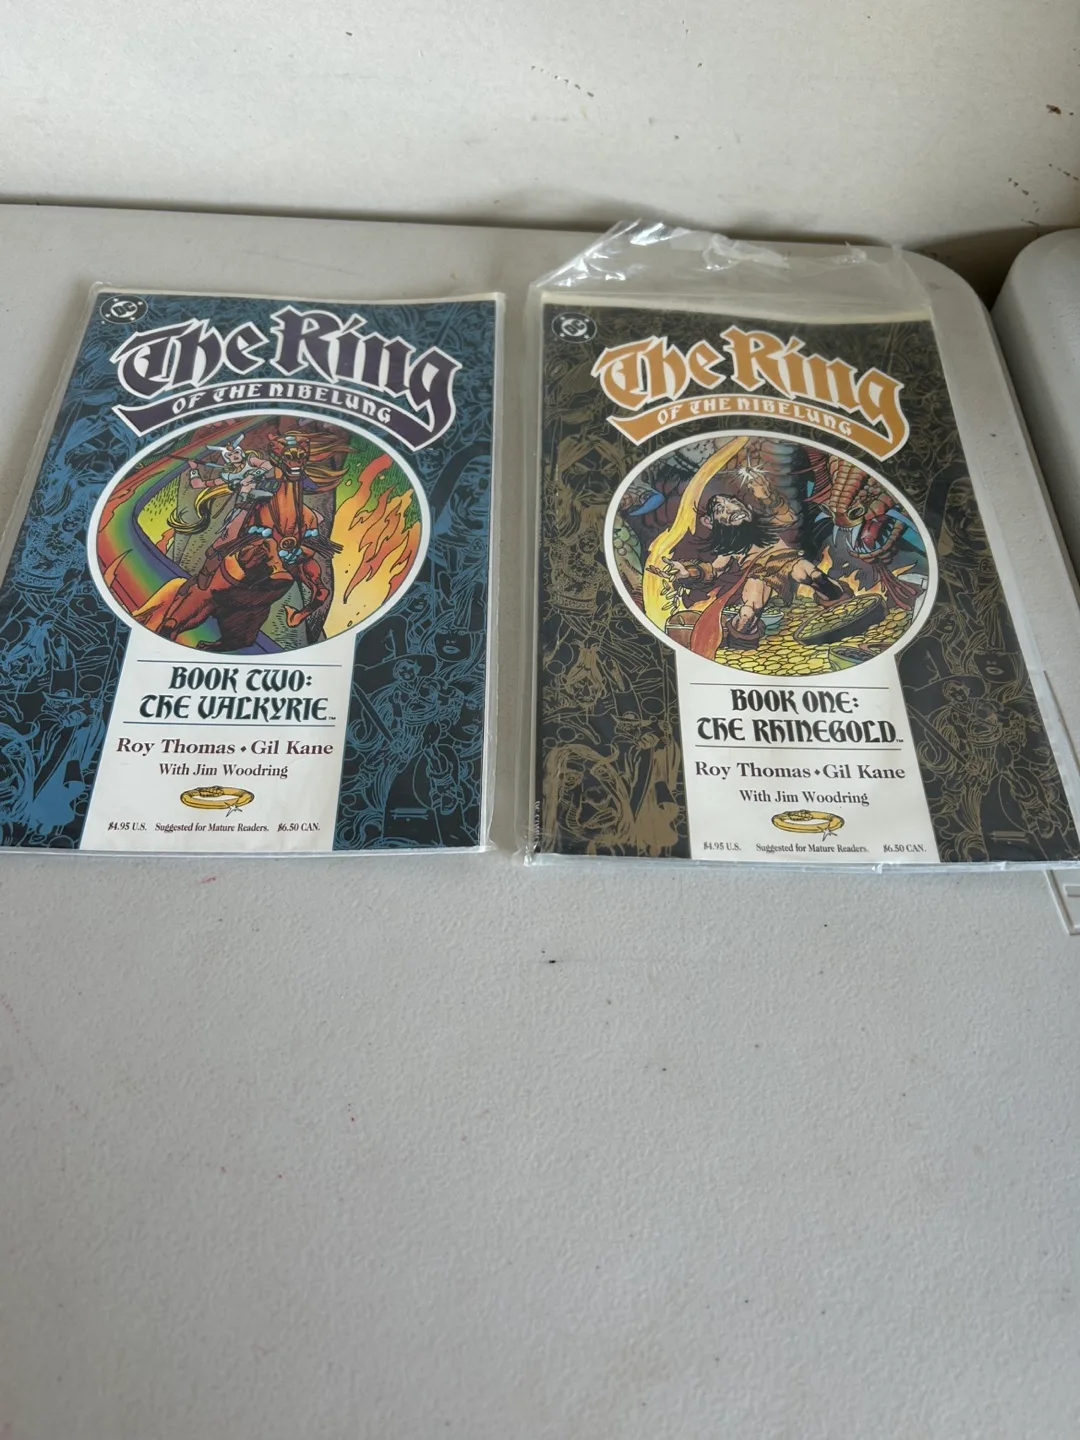 DC
The Ring
OF THE NIBELUNG
BOOK TWO:
THE VALKYRIE™
Roy Thomas • Gil Kane
With Jim Woodring
$4.95 U.S. Suggested for Mature Readers. $6.50 CAN.
DC
The Ring
OF THE NIBELUNG
BOOK ONE:
THE RHINEGOLD™
Roy Thomas • Gil Kane
With Jim Woodring
$4.95 U.S. Suggested for Mature Readers. $6.50 CAN.